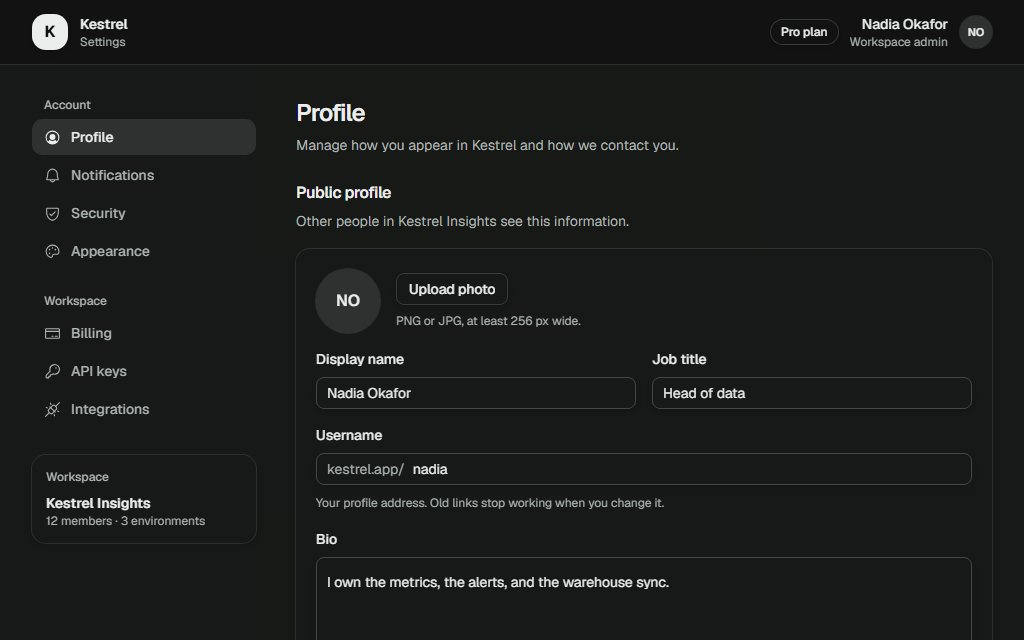 K
Kestrel
Settings
Pro plan
Nadia Okafor
Workspace admin
NO
Account
Profile
Notifications
Security
Appearance
Workspace
Billing
API keys
Integrations
Workspace
Kestrel Insights
12 members · 3 environments
Profile
Manage how you appear in Kestrel and how we contact you.
Public profile
Other people in Kestrel Insights see this information.
NO
Upload photo
PNG or JPG, at least 256 px wide.
Display name
Nadia Okafor
Job title
Head of data
Username
kestrel.app/ nadia
Your profile address. Old links stop working when you change it.
Bio
I own the metrics, the alerts, and the warehouse sync.